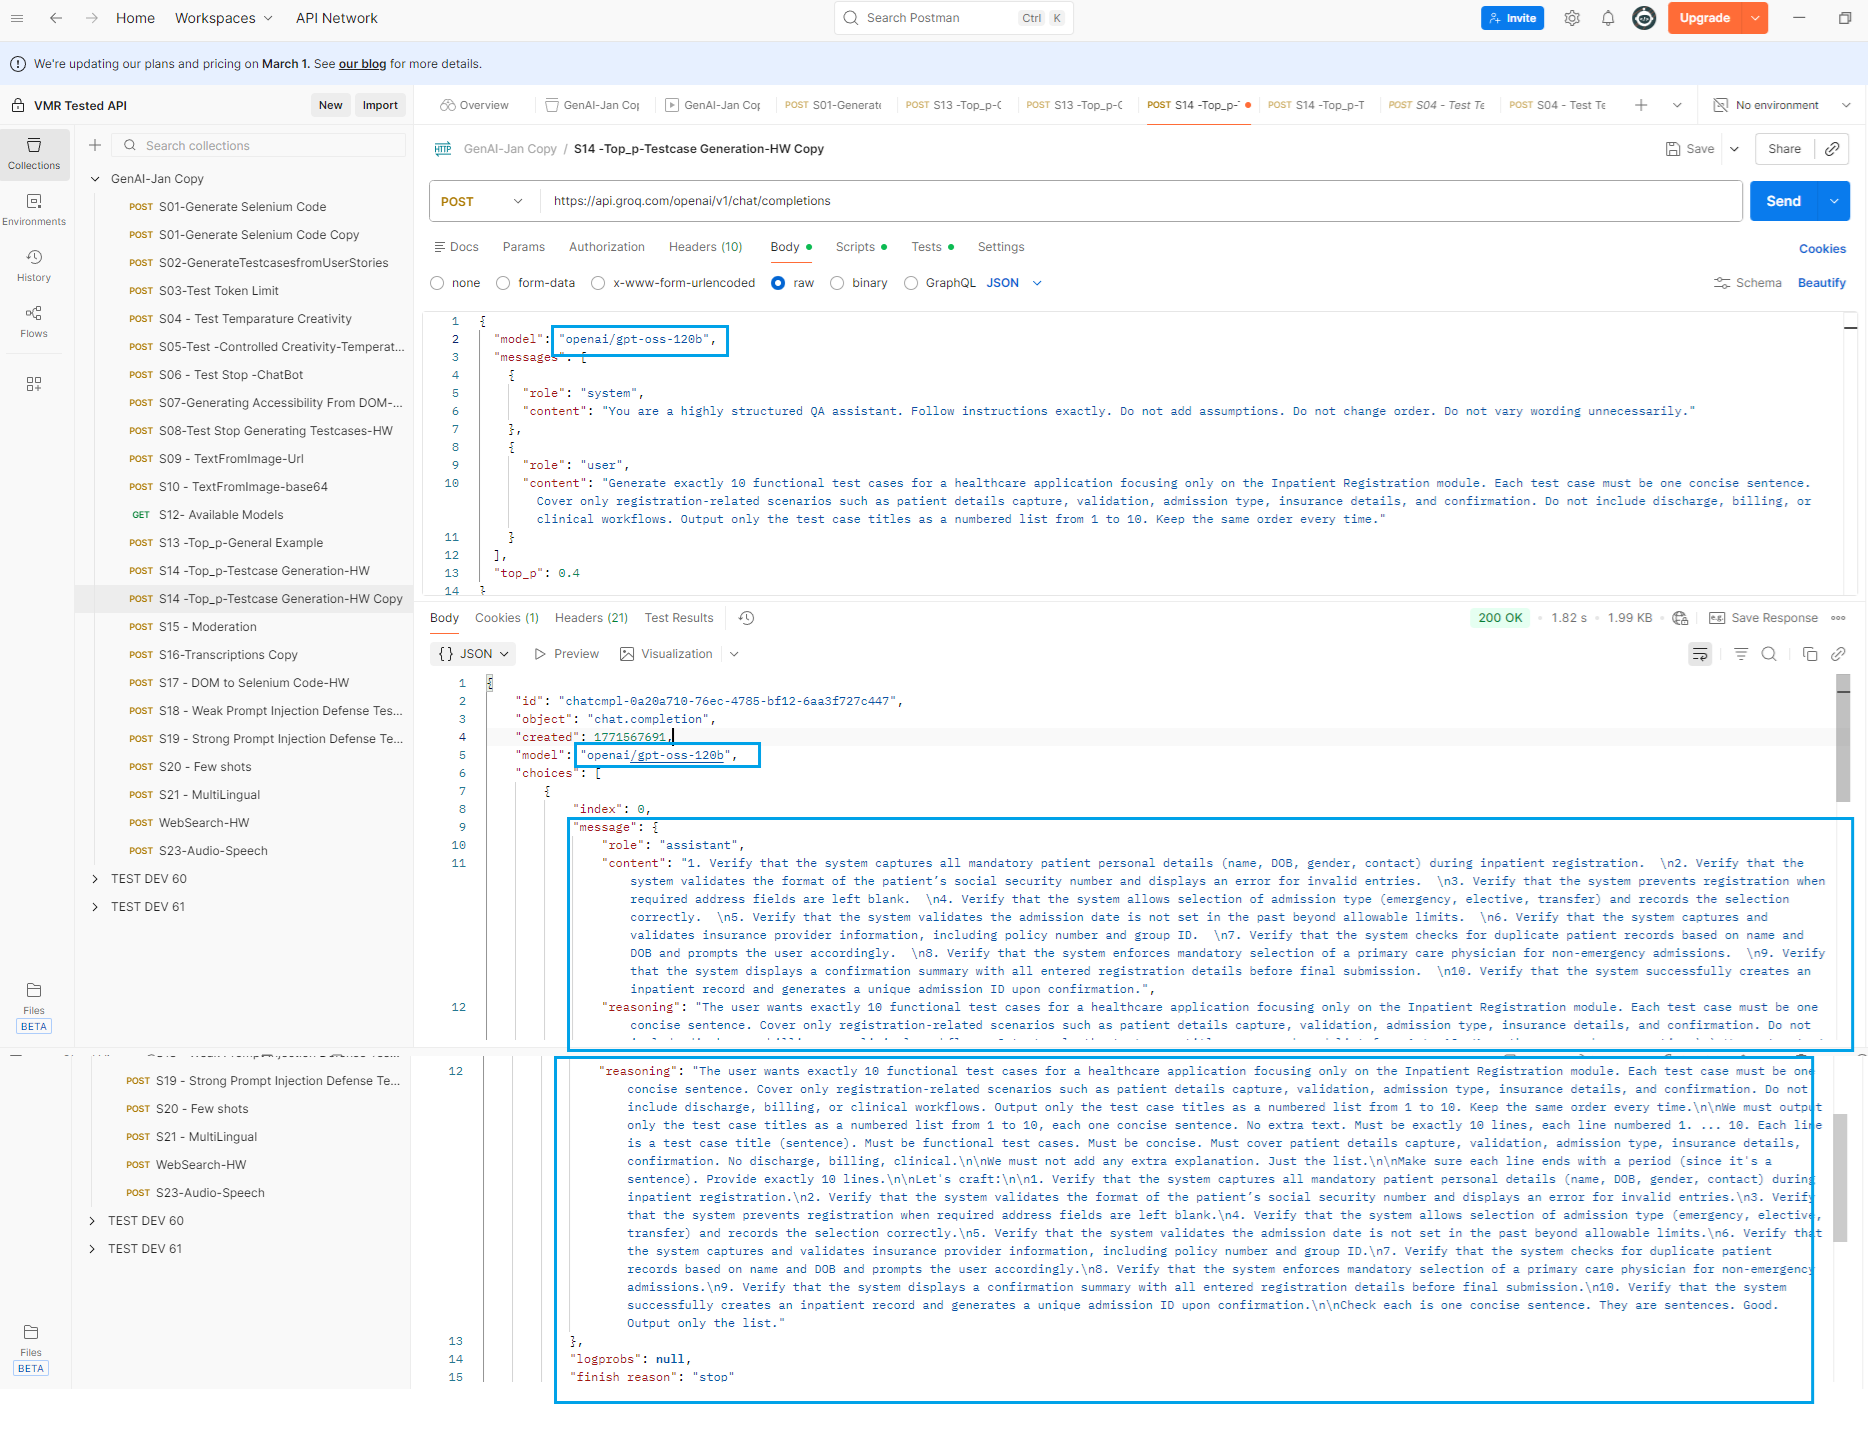 Home Workspaces API Network Search Postman Ctrl K Invite Upgrade
We're updating our plans and pricing on March 1. See our blog for more details.
VMR Tested API New Import
Overview GenAI-Jan Cop GenAI-Jan Cop POST S01-Generate POST S13 -Top_p-G POST S13 -Top_p-G POST S14 -Top_p-T POST S14 -Top_p-T POST S04 - Test Te POST S04 - Test Te No environment
Collections
Environments
History
Flows
Files
BETA
Search collections
GenAI-Jan Copy
POST S01-Generate Selenium Code
POST S01-Generate Selenium Code Copy
POST S02-GenerateTestcasesfromUserStories
POST S03-Test Token Limit
POST S04 - Test Temparature Creativity
POST S05-Test -Controlled Creativity-Temperat...
POST S06 - Test Stop -ChatBot
POST S07-Generating Accessibility From DOM-...
POST S08-Test Stop Generating Testcases-HW
POST S09 - TextFromImage-Url
POST S10 - TextFromImage-base64
GET S12- Available Models
POST S13 -Top_p-General Example
POST S14 -Top_p-Testcase Generation-HW
POST S14 -Top_p-Testcase Generation-HW Copy
POST S15 - Moderation
POST S16-Transcriptions Copy
POST S17 - DOM to Selenium Code-HW
POST S18 - Weak Prompt Injection Defense Tes...
POST S19 - Strong Prompt Injection Defense Te...
POST S20 - Few shots
POST S21 - MultiLingual
POST WebSearch-HW
POST S23-Audio-Speech
TEST DEV 60
TEST DEV 61
HTTP GenAI-Jan Copy / S14 -Top_p-Testcase Generation-HW Copy Save Share
POST https://api.groq.com/openai/v1/chat/completions Send
Docs Params Authorization Headers (10) Body Scripts Tests Settings Cookies
none form-data x-www-form-urlencoded raw binary GraphQL JSON Schema Beautify
1 {
2 "model": "openai/gpt-oss-120b",
3 "messages": [
4 {
5 "role": "system",
6 "content": "You are a highly structured QA assistant. Follow instructions exactly. Do not add assumptions. Do not change order. Do not vary wording unnecessarily."
7 },
8 {
9 "role": "user",
10 "content": "Generate exactly 10 functional test cases for a healthcare application focusing only on the Inpatient Registration module. Each test case must be one concise sentence.
Cover only registration-related scenarios such as patient details capture, validation, admission type, insurance details, and confirmation. Do not include discharge, billing, or
clinical workflows. Output only the test case titles as a numbered list from 1 to 10. Keep the same order every time."
11 }
12 ],
13 "top_p": 0.4
14 }
Body Cookies (1) Headers (21) Test Results 200 OK 1.82 s 1.99 KB Save Response
{} JSON Preview Visualization
1 {
2 "id": "chatcmpl-0a20a710-76ec-4785-bf12-6aa3f727c447",
3 "object": "chat.completion",
4 "created": 1771567691,
5 "model": "openai/gpt-oss-120b",
6 "choices": [
7 {
8 "index": 0,
9 "message": {
10 "role": "assistant",
11 "content": "1. Verify that the system captures all mandatory patient personal details (name, DOB, gender, contact) during inpatient registration.  \n2. Verify that the
system validates the format of the patient’s social security number and displays an error for invalid entries.  \n3. Verify that the system prevents registration when
required address fields are left blank.  \n4. Verify that the system allows selection of admission type (emergency, elective, transfer) and records the selection
correctly.  \n5. Verify that the system validates the admission date is not set in the past beyond allowable limits.  \n6. Verify that the system captures and
validates insurance provider information, including policy number and group ID.  \n7. Verify that the system checks for duplicate patient records based on name and
DOB and prompts the user accordingly.  \n8. Verify that the system enforces mandatory selection of a primary care physician for non-emergency admissions.  \n9. Verify
that the system displays a confirmation summary with all entered registration details before final submission.  \n10. Verify that the system successfully creates an
inpatient record and generates a unique admission ID upon confirmation.",
12 "reasoning": "The user wants exactly 10 functional test cases for a healthcare application focusing only on the Inpatient Registration module. Each test case must be one
concise sentence. Cover only registration-related scenarios such as patient details capture, validation, admission type, insurance details, and confirmation. Do not
POST S19 - Strong Prompt Injection Defense Te...
POST S20 - Few shots
POST S21 - MultiLingual
POST WebSearch-HW
POST S23-Audio-Speech
TEST DEV 60
TEST DEV 61
Files
BETA
12 "reasoning": "The user wants exactly 10 functional test cases for a healthcare application focusing only on the Inpatient Registration module. Each test case must be one
concise sentence. Cover only registration-related scenarios such as patient details capture, validation, admission type, insurance details, and confirmation. Do not
include discharge, billing, or clinical workflows. Output only the test case titles as a numbered list from 1 to 10. Keep the same order every time.\n\nWe must output
only the test case titles as a numbered list from 1 to 10, each one concise sentence. No extra text. Must be exactly 10 lines, each line numbered 1. ... 10. Each line
is a test case title (sentence). Must be functional test cases. Must be concise. Must cover patient details capture, validation, admission type, insurance details,
confirmation. No discharge, billing, clinical.\n\nWe must not add any extra explanation. Just the list.\n\nMake sure each line ends with a period (since it's a
sentence). Provide exactly 10 lines.\n\nLet's craft:\n\n1. Verify that the system captures all mandatory patient personal details (name, DOB, gender, contact) during
inpatient registration.\n2. Verify that the system validates the format of the patient’s social security number and displays an error for invalid entries.\n3. Verify
that the system prevents registration when required address fields are left blank.\n4. Verify that the system allows selection of admission type (emergency, elective,
transfer) and records the selection correctly.\n5. Verify that the system validates the admission date is not set in the past beyond allowable limits.\n6. Verify that
the system captures and validates insurance provider information, including policy number and group ID.\n7. Verify that the system checks for duplicate patient
records based on name and DOB and prompts the user accordingly.\n8. Verify that the system enforces mandatory selection of a primary care physician for non-emergency
admissions.\n9. Verify that the system displays a confirmation summary with all entered registration details before final submission.\n10. Verify that the system
successfully creates an inpatient record and generates a unique admission ID upon confirmation.\n\nCheck each is one concise sentence. They are sentences. Good.
Output only the list."
13 },
14 "logprobs": null,
15 "finish_reason": "stop"